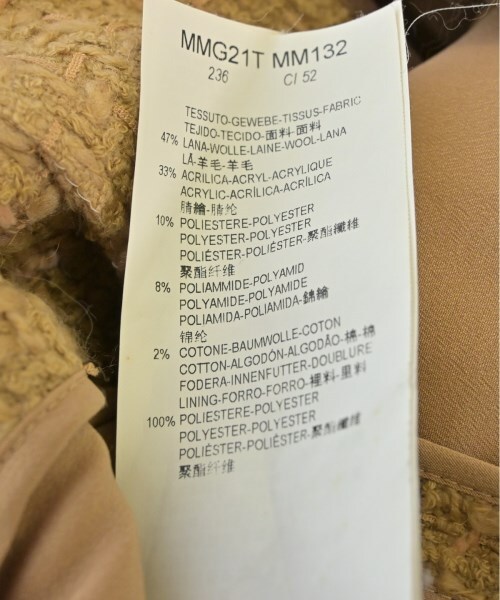 MMG21T MM132
236 CI 52
TESSUTO-GEWEBE-TISSUS-FABRIC
TEJIDO-TECIDO-面料-面料
47% LANA-WOLLE-LAINE-WOOL-LANA
LÃ-羊毛-羊毛
33% ACRILICA-ACRYL-ACRYLIQUE
ACRYLIC-ACRÍLICA-ACRÍLICA
腈纶
10% POLIESTERE-POLYESTER
POLYESTER-POLYESTER
POLIÉSTER-POLIÉSTER-聚酯纖維
聚酯纤维
8% POLIAMMIDE-POLYAMID
POLYAMIDE-POLYAMIDE
POLIAMIDA-POLIAMIDA-錦繪
锦纶
2% COTONE-BAUMWOLLE-COTON
COTTON-ALGODÓN-ALGODÃO-棉-棉
FODERA-INNENFUTTER-DOUBLURE
LINING-FORRO-FORRO-裡料-里料
100% POLIESTERE-POLYESTER
POLYESTER-POLYESTER
POLIÉSTER-POLIÉSTER-聚酯纖維
聚酯纤维